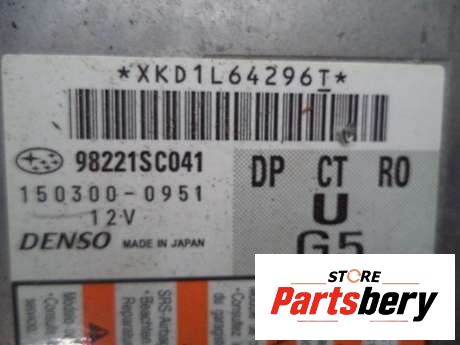 *XKD1L64296T*
98221SC041 DP CT RO
150300-0951 U
12V G5
DENSO MADE IN JAPAN
STORE
Partsbery